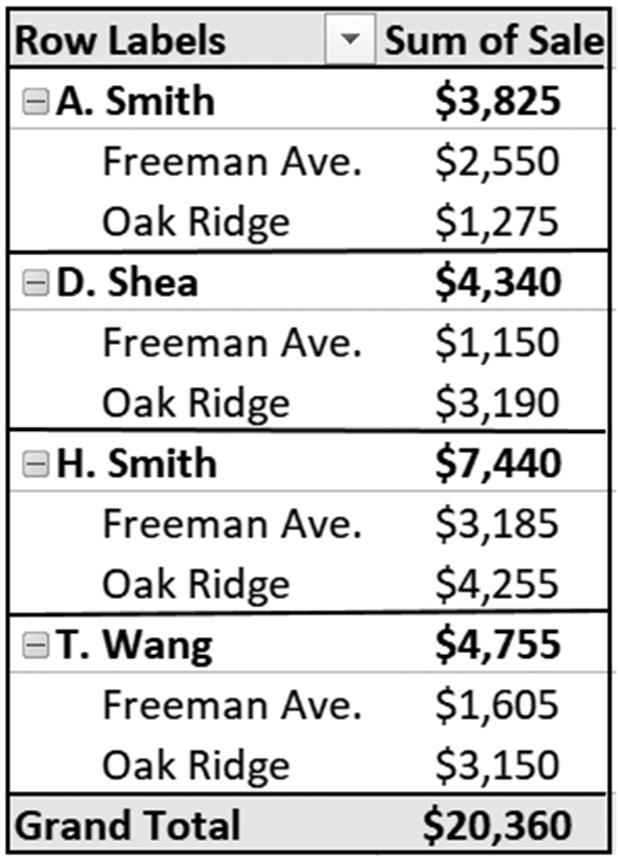 Row Labels Sum of Sale
A. Smith $3,825
Freeman Ave. $2,550
Oak Ridge $1,275
D. Shea $4,340
Freeman Ave. $1,150
Oak Ridge $3,190
H. Smith $7,440
Freeman Ave. $3,185
Oak Ridge $4,255
T. Wang $4,755
Freeman Ave. $1,605
Oak Ridge $3,150
Grand Total $20,360